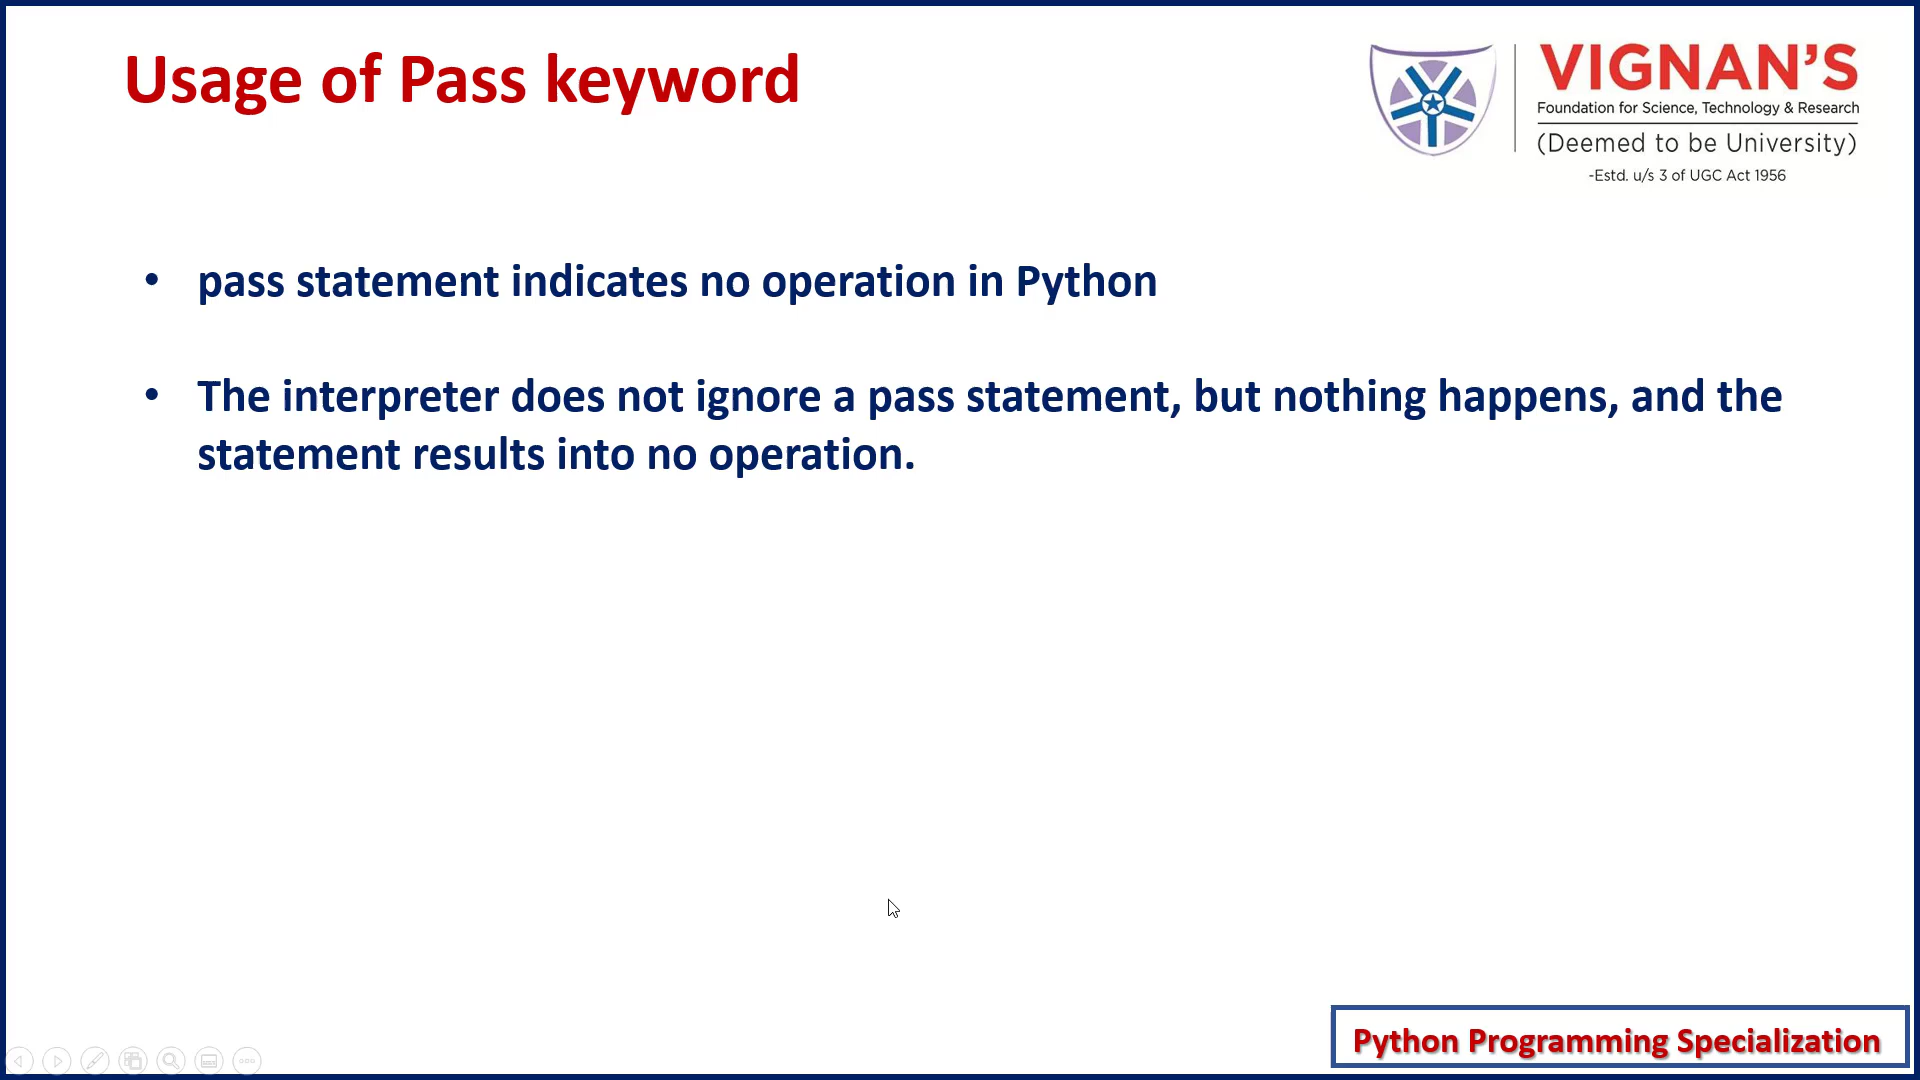 Usage of Pass keyword
VIGNAN'S
Foundation for Science, Technology & Research
(Deemed to be University)
-Estd. u/s 3 of UGC Act 1956
• pass statement indicates no operation in Python
• The interpreter does not ignore a pass statement, but nothing happens, and the
statement results into no operation.
Python Programming Specialization